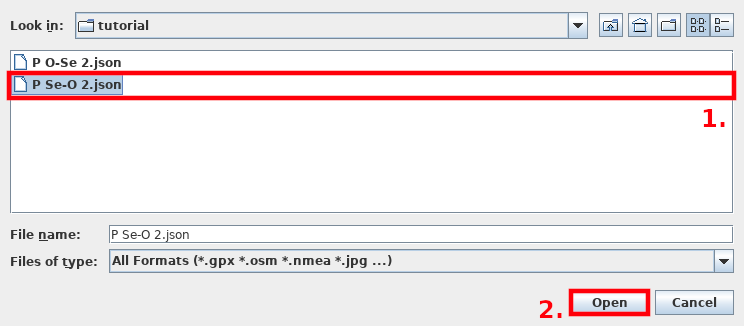 Look in: tutorial
P O-Se 2.json
P Se-O 2.json
1.
File name: P Se-O 2.json
Files of type: All Formats (*.gpx *.osm *.nmea *.jpg ...)
2. Open Cancel